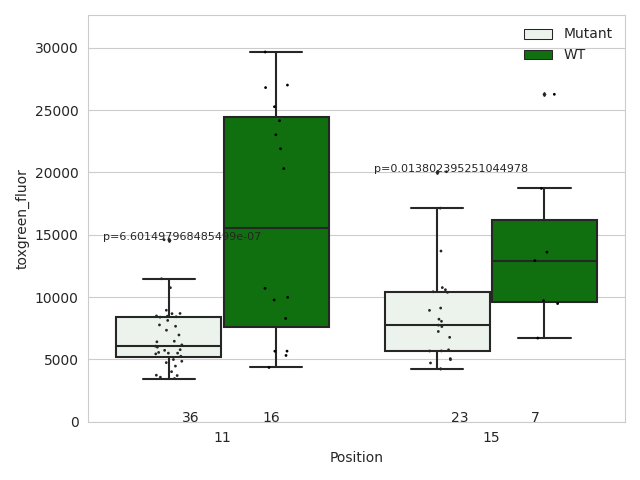 Mutant
WT
30000
25000
20000
15000
10000
5000
0
toxgreen_fluor
p=6.601497968485499e-07
p=0.013802395251044978
36 16 23 7
11 15
Position